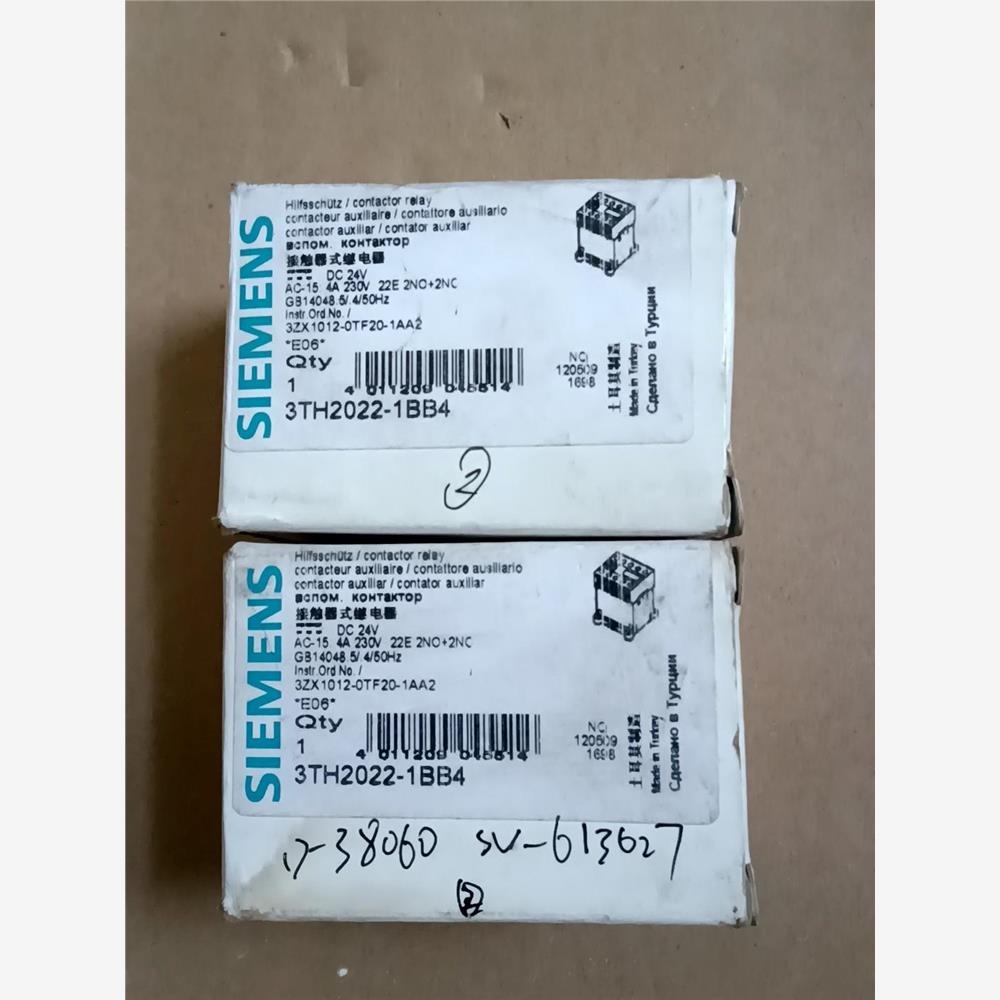 SIEMENS
Hilfsschütz / contactor relay
contacteur auxiliaire / contattore ausiliario
contactor auxiliar / contator auxiliar
вспом. контактор
接触器式继电器
DC 24V
AC-15 4A 230V 22E 2NO+2NC
GB14048.5/.4/50Hz
Instr.Ord.No. /
3ZX1012-0TF20-1AA2
*E06*
Qty
1
4 011209
3TH2022-1BB4
120509
1698
土耳其制造
Made in Turkey
Сделано в Турции
2
SIEMENS
Hilfsschütz / contactor relay
contacteur auxiliaire / contattore ausiliario
contactor auxiliar / contator auxiliar
вспом. контактор
接触器式继电器
DC 24V
AC-15 4A 230V 22E 2NO+2NC
GB14048.5/.4/50Hz
Instr.Ord.No. /
3ZX1012-0TF20-1AA2
*E06*
Qty
1
4 011209
3TH2022-1BB4
120509
1698
土耳其制造
Made in Turkey
Сделано в Турции
-38060 SV-613627